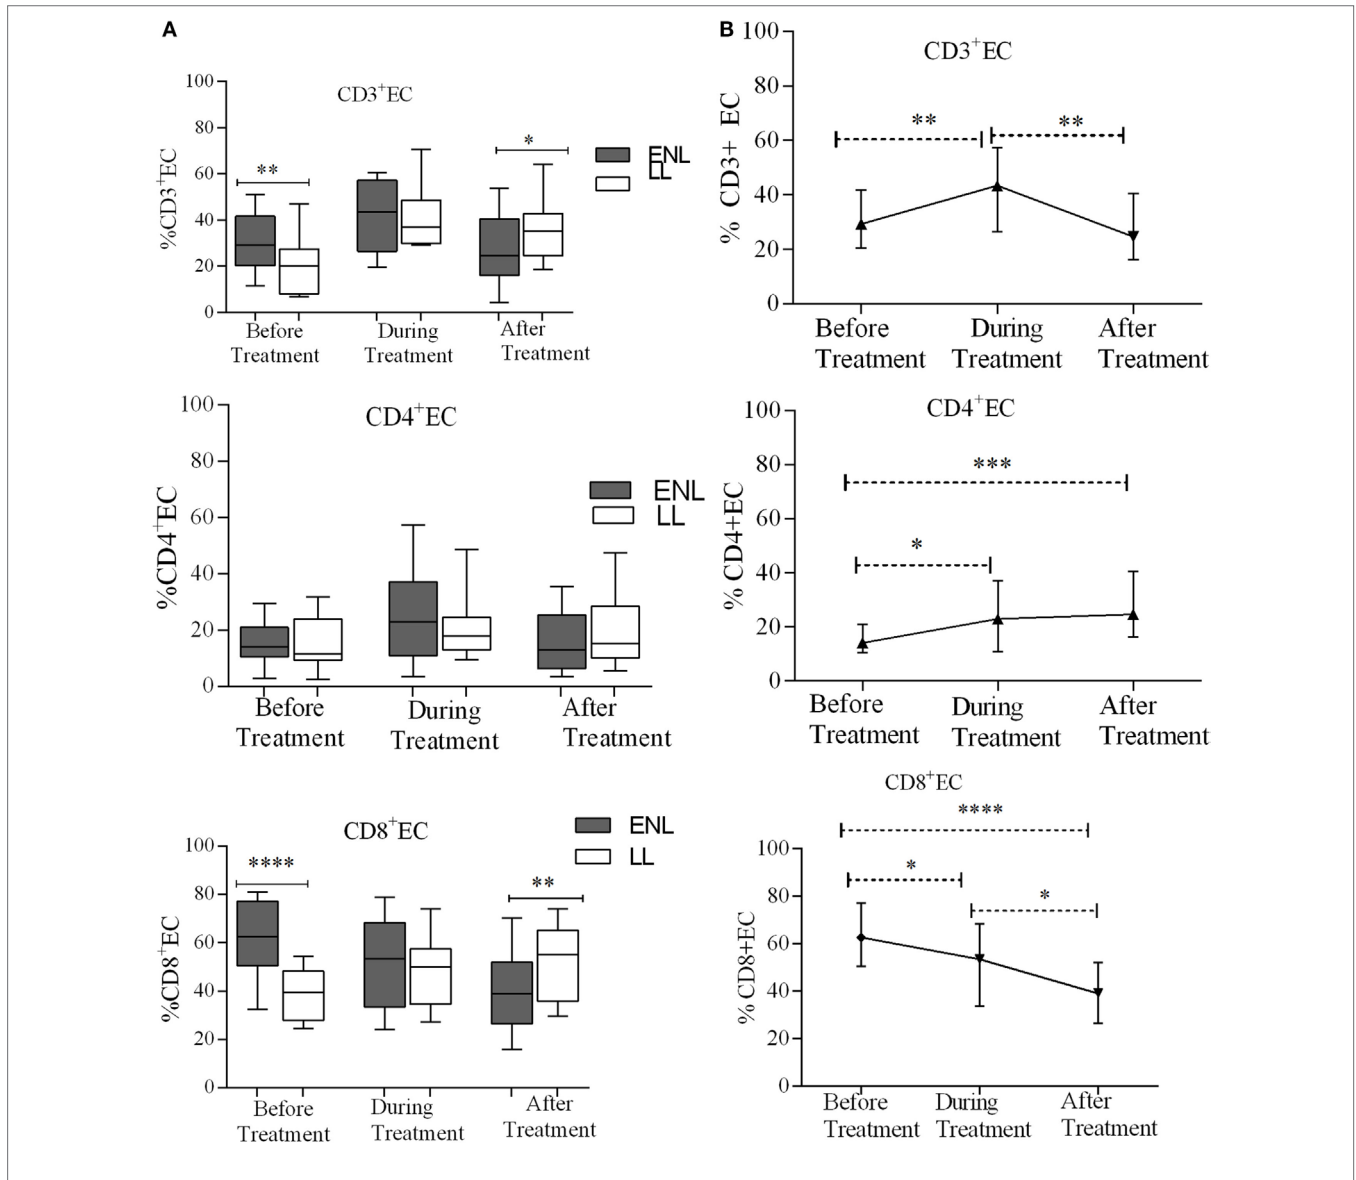 A
CD3+EC
%CD3+EC
100
80
60
40
20
0
**
*
ENL
LL
Before Treatment
During Treatment
After Treatment
CD4+EC
%CD4+EC
100
80
60
40
20
0
ENL
LL
Before Treatment
During Treatment
After Treatment
CD8+EC
%CD8+EC
100
80
60
40
20
0
****
**
ENL
LL
Before Treatment
During Treatment
After Treatment
B
CD3+EC
% CD3+ EC
100
80
60
40
20
0
**
**
Before Treatment
During Treatment
After Treatment
CD4+EC
% CD4+EC
100
80
60
40
20
0
***
*
Before Treatment
During Treatment
After Treatment
CD8+EC
% CD8+EC
100
80
60
40
20
0
****
*
*
Before Treatment
During Treatment
After Treatment